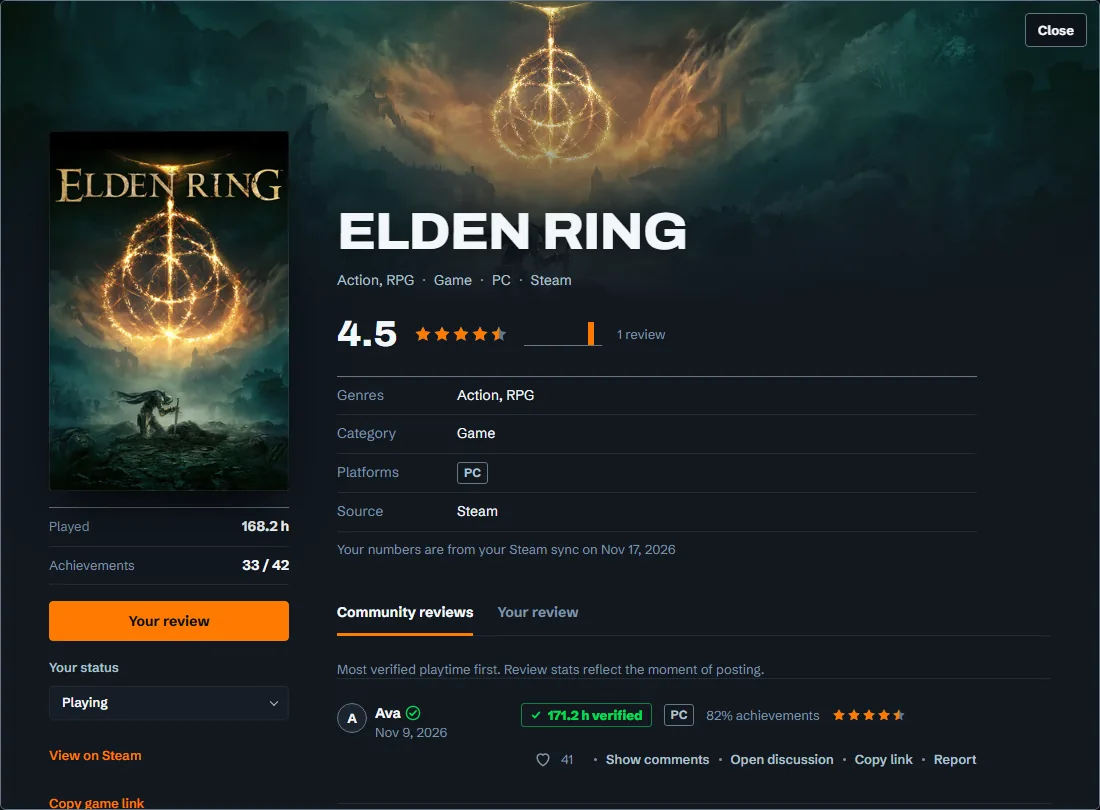 Close
ELDEN RING
ELDEN RING
Action, RPG · Game · PC · Steam
4.5
1 review
Genres Action, RPG
Category Game
Platforms PC
Source Steam
Your numbers are from your Steam sync on Nov 17, 2026
Played 168.2 h
Achievements 33 / 42
Your review
Your status
Playing
View on Steam
Copy game link
Community reviews Your review
Most verified playtime first. Review stats reflect the moment of posting.
A Ava 171.2 h verified PC 82% achievements
Nov 9, 2026
41 · Show comments · Open discussion · Copy link · Report